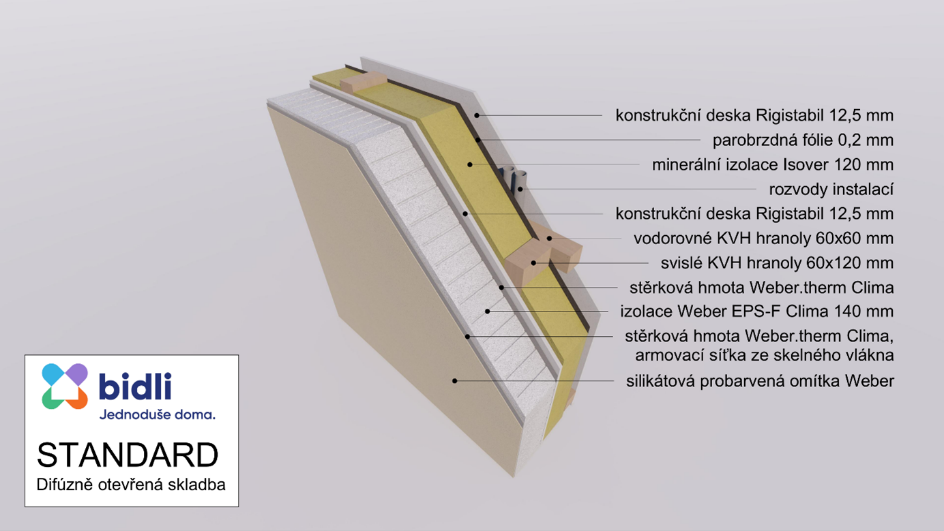 konstrukční deska Rigistabil 12,5 mm
parobrzdná fólie 0,2 mm
minerální izolace Isover 120 mm
rozvody instalací
konstrukční deska Rigistabil 12,5 mm
vodorovné KVH hranoly 60x60 mm
svislé KVH hranoly 60x120 mm
stěrková hmota Weber.therm Clima
izolace Weber EPS-F Clima 140 mm
stěrková hmota Weber.therm Clima,
armovací síťka ze skelného vlákna
silikátová probarvená omítka Weber
bidli
Jednoduše doma.
STANDARD
Difúzně otevřená skladba